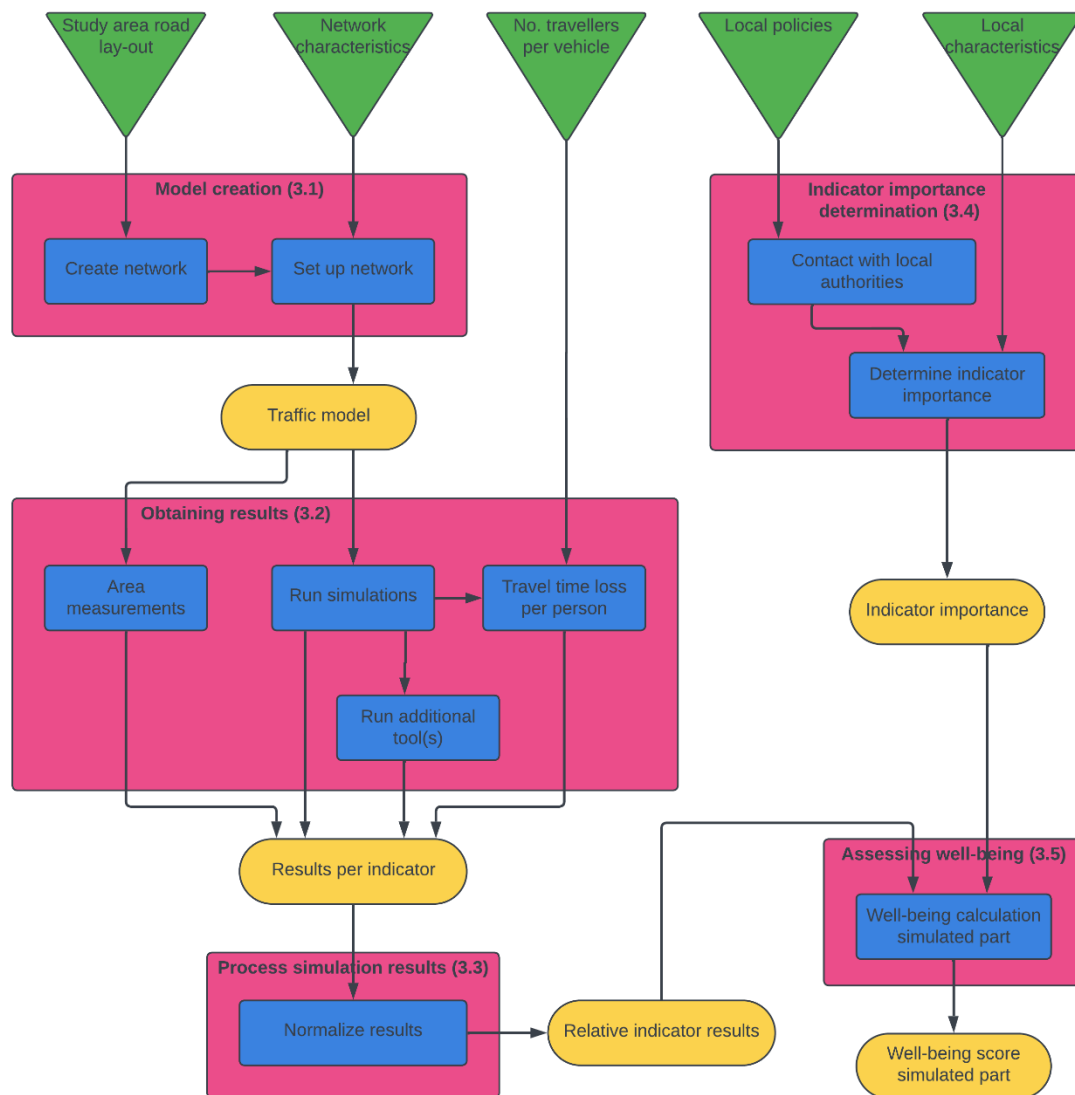 Study area road
lay-out
Network
characteristics
No. travellers
per vehicle
Local policies
Local
characteristics
Model creation (3.1)
Create network
Set up network
Indicator importance
determination (3.4)
Contact with local
authorities
Determine indicator
importance
Traffic model
Obtaining results (3.2)
Area
measurements
Run simulations
Travel time loss
per person
Run additional
tool(s)
Indicator importance
Results per indicator
Assessing well-being (3.5)
Well-being calculation
simulated part
Process simulation results (3.3)
Normalize results
Relative indicator results
Well-being score
simulated part